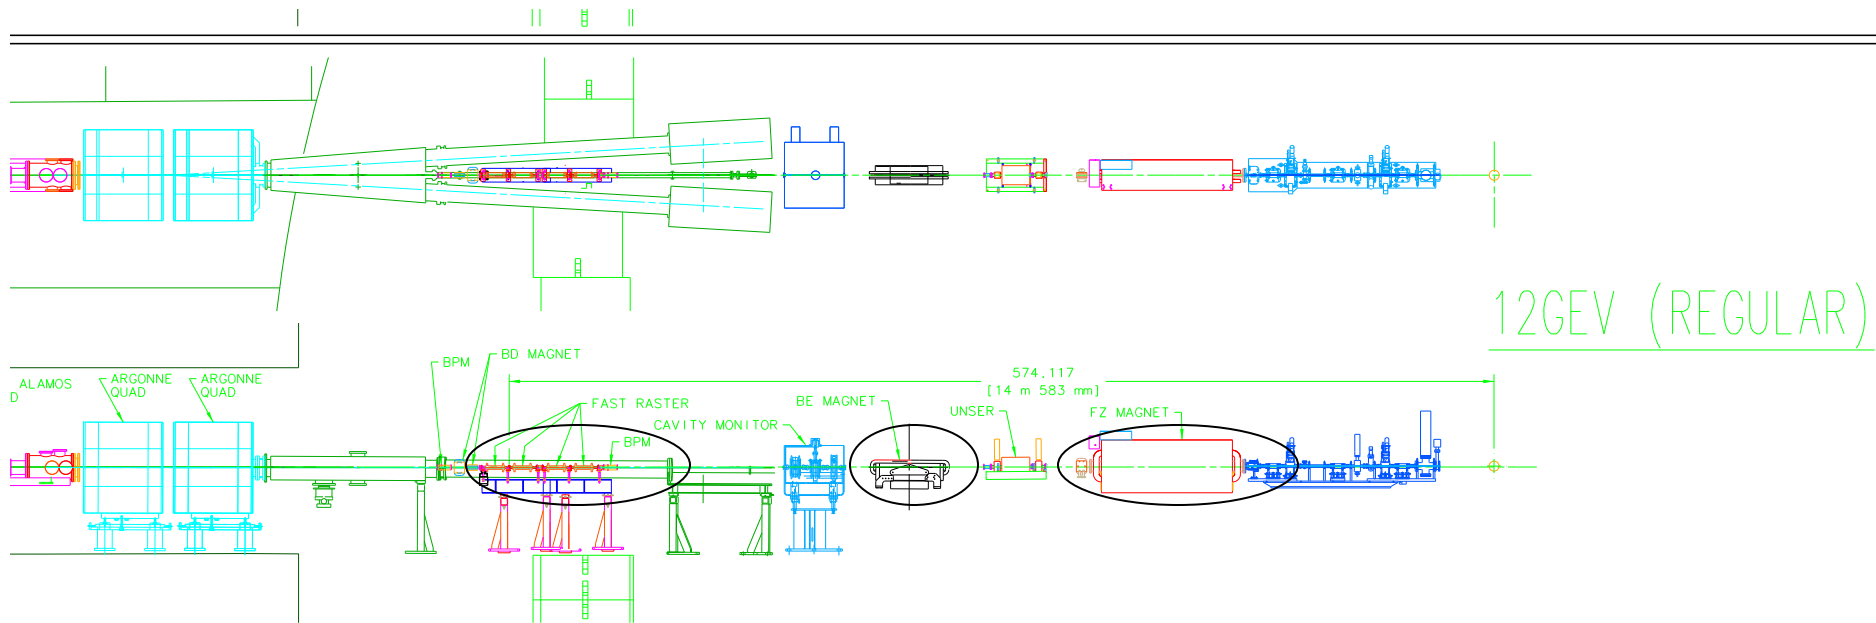 12GEV (REGULAR)
BPM
BD MAGNET
574.117
[14 m 583 mm]
ALAMOS
D
ARGONNE
QUAD
ARGONNE
QUAD
FAST RASTER
BE MAGNET
UNSER
FZ MAGNET
CAVITY MONITOR
BPM